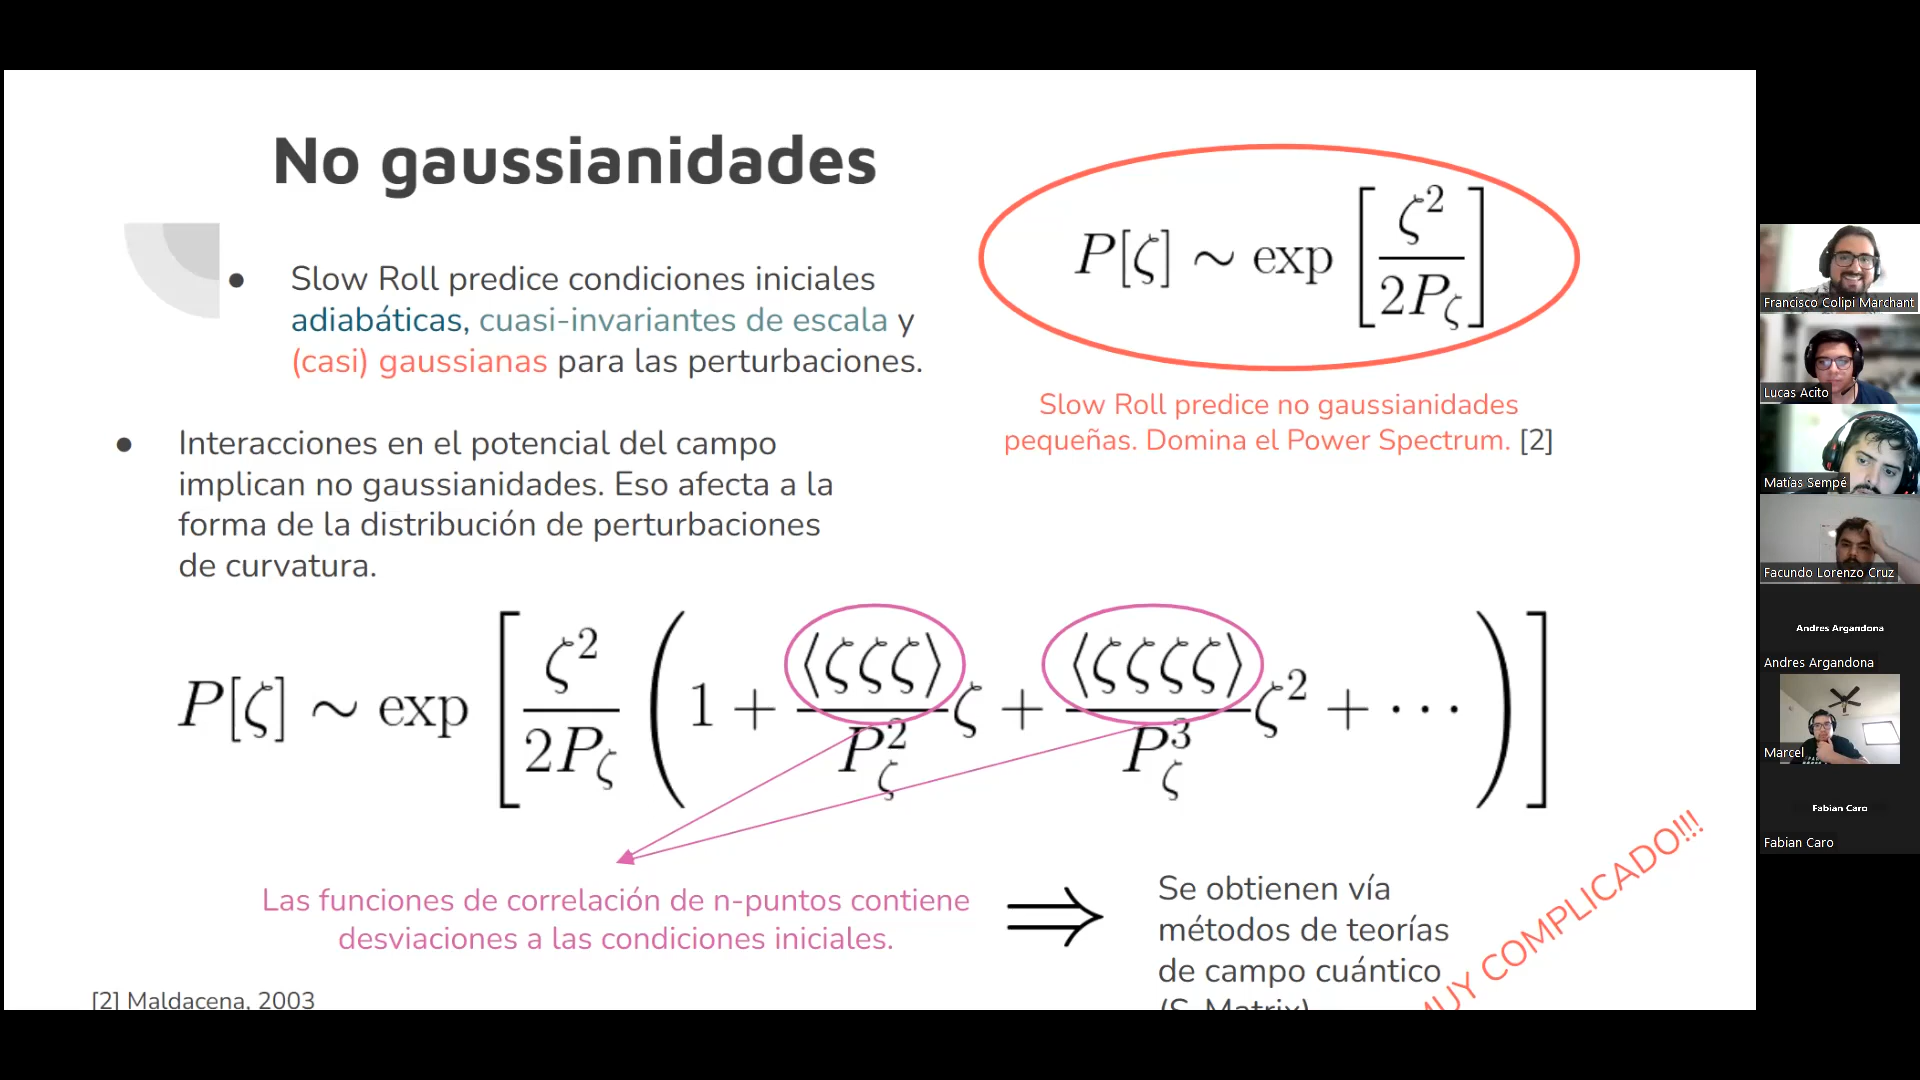 No gaussianidades
● Slow Roll predice condiciones iniciales
adiabáticas, cuasi-invariantes de escala y
(casi) gaussianas para las perturbaciones.
P[ζ] ∼ exp [ζ² / 2P_ζ]
Slow Roll predice no gaussianidades
pequeñas. Domina el Power Spectrum. [2]
● Interacciones en el potencial del campo
implican no gaussianidades. Eso afecta a la
forma de la distribución de perturbaciones
de curvatura.
P[ζ] ∼ exp [ζ² / 2P_ζ (1 + ⟨ζζζ⟩ / P_ζ² ζ + ⟨ζζζζ⟩ / P_ζ³ ζ² + ⋯)]
Las funciones de correlación de n-puntos contiene
desviaciones a las condiciones iniciales.
⇒
Se obtienen vía
métodos de teorías
de campo cuántico
(S-Matrix)
MUY COMPLICADO!!!
[2] Maldacena, 2003
Francisco Colipi Marchant
Lucas Acito
Matías Sempé
Facundo Lorenzo Cruz
Andres Argandona
Andres Argandona
Marcel
Fabian Caro
Fabian Caro